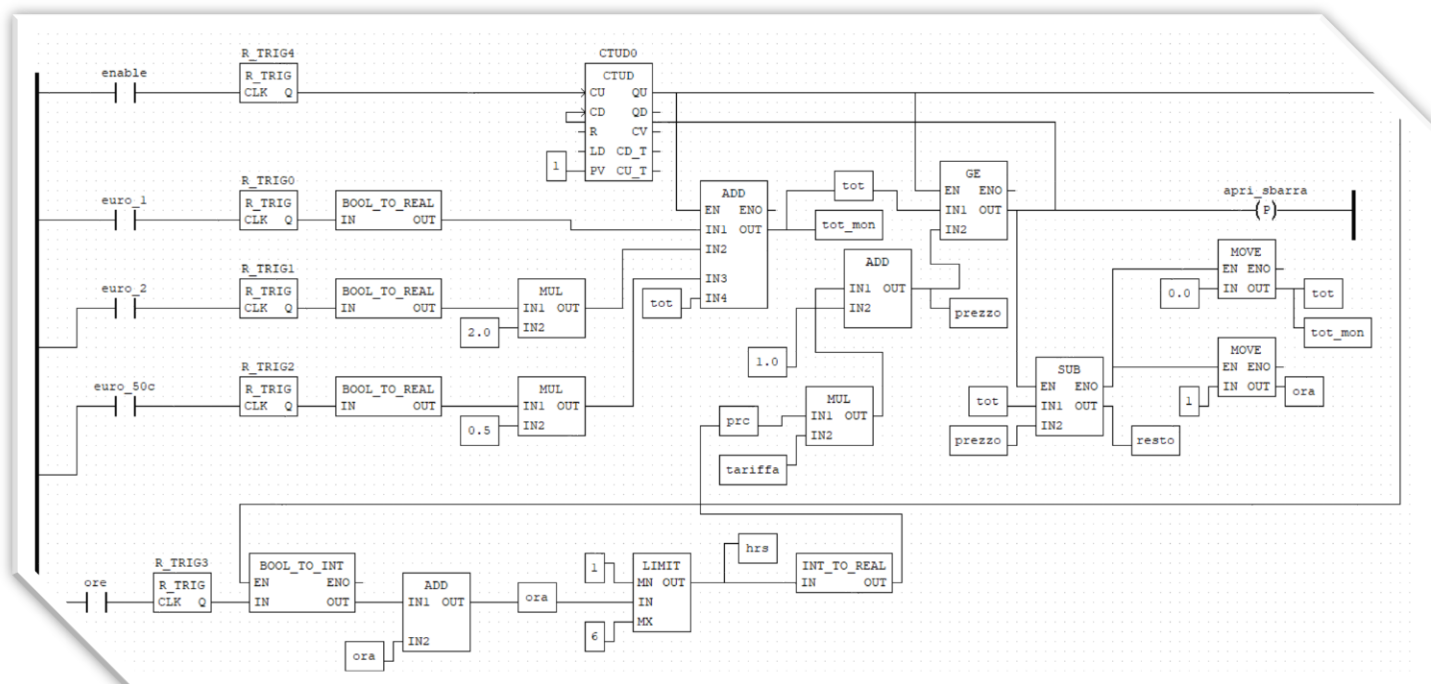 R_TRIG4
CTUD0
enable
R_TRIG
CLK Q
CTUD
CU QU
CD QD
R CV
LD CD_T
PV CU_T
1
R_TRIG0
euro_1
R_TRIG
CLK Q
BOOL_TO_REAL
IN OUT
ADD
EN ENO
IN1 OUT
IN2
IN3
IN4
tot
tot
tot_mon
GE
EN ENO
IN1 OUT
IN2
apri_sbarra
(P)
R_TRIG1
euro_2
R_TRIG
CLK Q
BOOL_TO_REAL
IN OUT
MUL
IN1 OUT
IN2
2.0
ADD
IN1 OUT
IN2
1.0
prezzo
MOVE
EN ENO
IN OUT
0.0
tot
tot_mon
R_TRIG2
euro_50c
R_TRIG
CLK Q
BOOL_TO_REAL
IN OUT
MUL
IN1 OUT
IN2
0.5
prc
MUL
IN1 OUT
IN2
tariffa
SUB
EN ENO
IN1 OUT
IN2
tot
prezzo
resto
MOVE
EN ENO
IN OUT
1
ora
R_TRIG3
ore
R_TRIG
CLK Q
BOOL_TO_INT
EN ENO
IN OUT
ADD
IN1 OUT
IN2
ora
ora
1
LIMIT
MN OUT
IN
MX
6
hrs
INT_TO_REAL
IN OUT